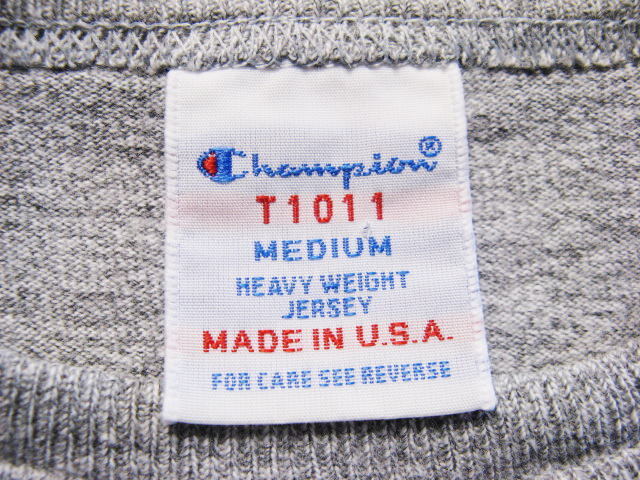 Champion®
T1011
MEDIUM
HEAVY WEIGHT
JERSEY
MADE IN U.S.A.
FOR CARE SEE REVERSE